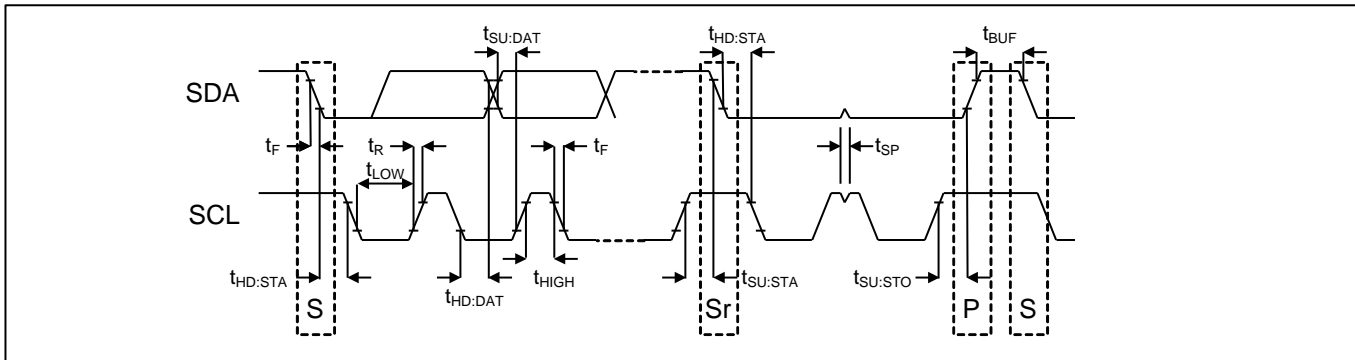 tSU:DAT
tHD:STA
tBUF
SDA
tF
tR
tF
tSP
tLOW
SCL
tHD:STA
tHD:DAT
tHIGH
tSU:STA
tSU:STO
S
Sr
P
S